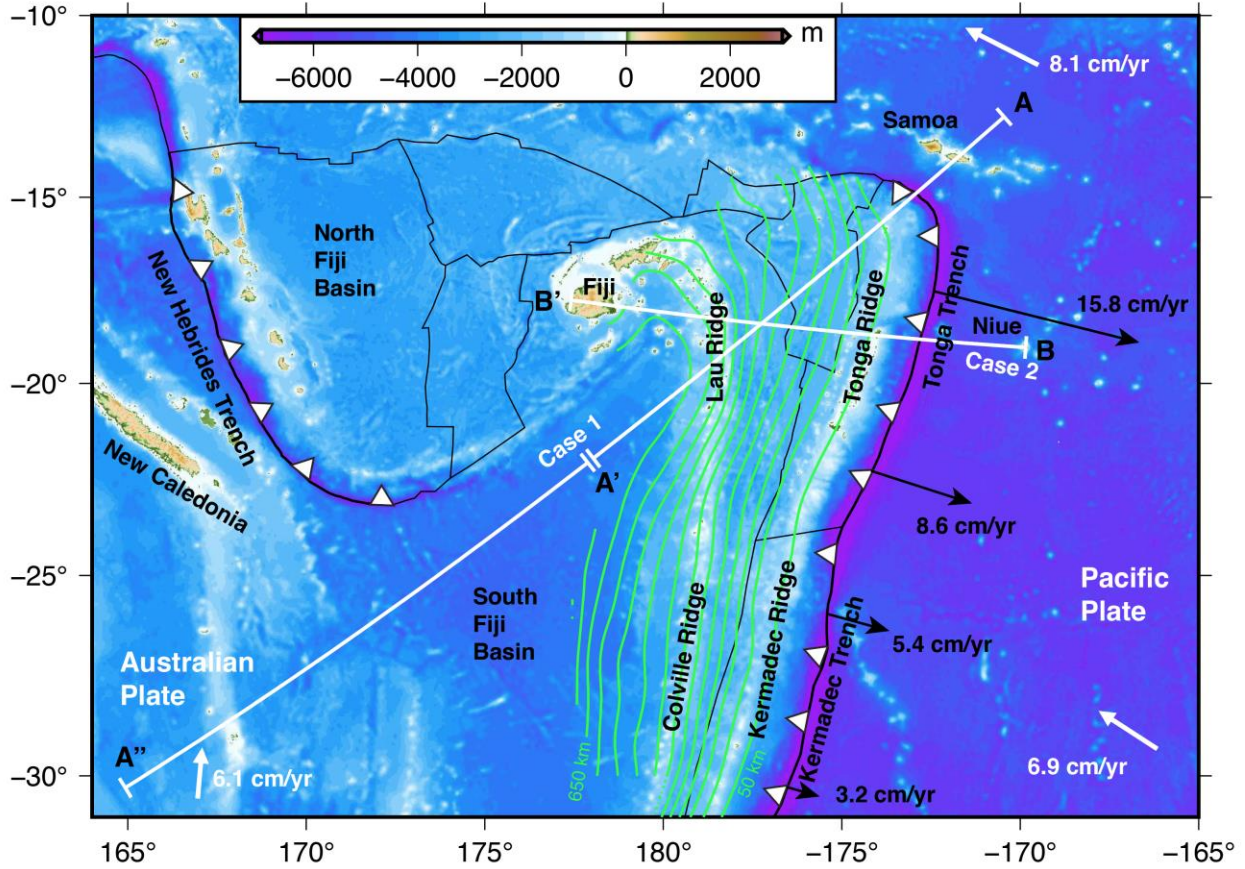 −10°
−15°
−20°
−25°
−30°
165°
170°
175°
180°
−175°
−170°
−165°
−6000
−4000
−2000
0
2000
m
8.1 cm/yr
A
Samoa
North
Fiji
Basin
New Hebrides Trench
New Caledonia
B’
Fiji
Lau Ridge
Tonga Ridge
Tonga Trench
15.8 cm/yr
Niue
B
Case 2
Case 1
A’
8.6 cm/yr
South
Fiji
Basin
Colville Ridge
Kermadec Ridge
Kermadec Trench
Pacific
Plate
5.4 cm/yr
Australian
Plate
A”
6.1 cm/yr
650 km
50 km
6.9 cm/yr
3.2 cm/yr